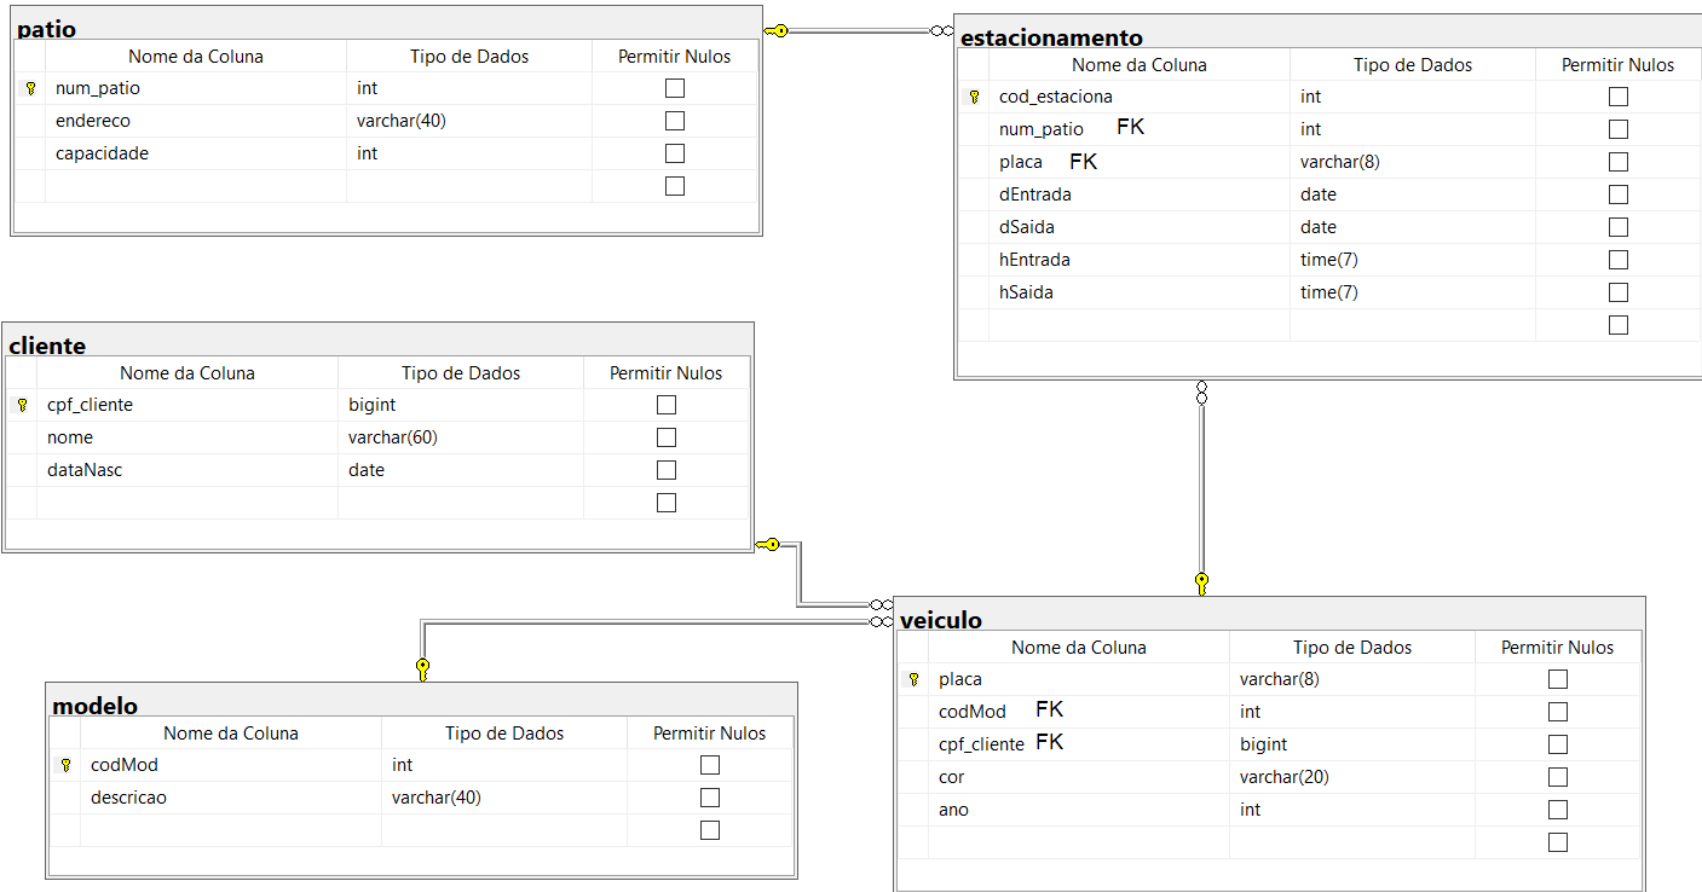 patio
Nome da Coluna Tipo de Dados Permitir Nulos
num_patio int
endereco varchar(40)
capacidade int
estacionamento
Nome da Coluna Tipo de Dados Permitir Nulos
cod_estaciona int
num_patio FK int
placa FK varchar(8)
dEntrada date
dSaida date
hEntrada time(7)
hSaida time(7)
cliente
Nome da Coluna Tipo de Dados Permitir Nulos
cpf_cliente bigint
nome varchar(60)
dataNasc date
modelo
Nome da Coluna Tipo de Dados Permitir Nulos
codMod int
descricao varchar(40)
veiculo
Nome da Coluna Tipo de Dados Permitir Nulos
placa varchar(8)
codMod FK int
cpf_cliente FK bigint
cor varchar(20)
ano int